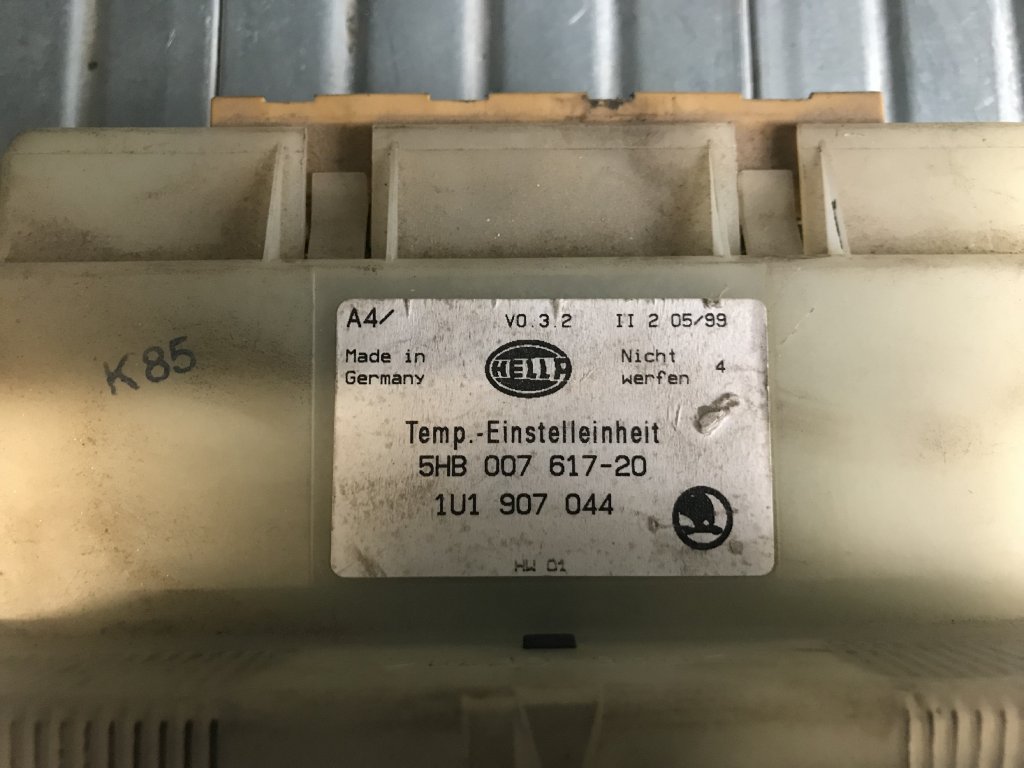 A4/ V0.3.2 II 2 05/99
Made in
Germany
HELLA
Nicht 4
werfen
K85
Temp.-Einstelleinheit
5HB 007 617-20
1U1 907 044
HW 01